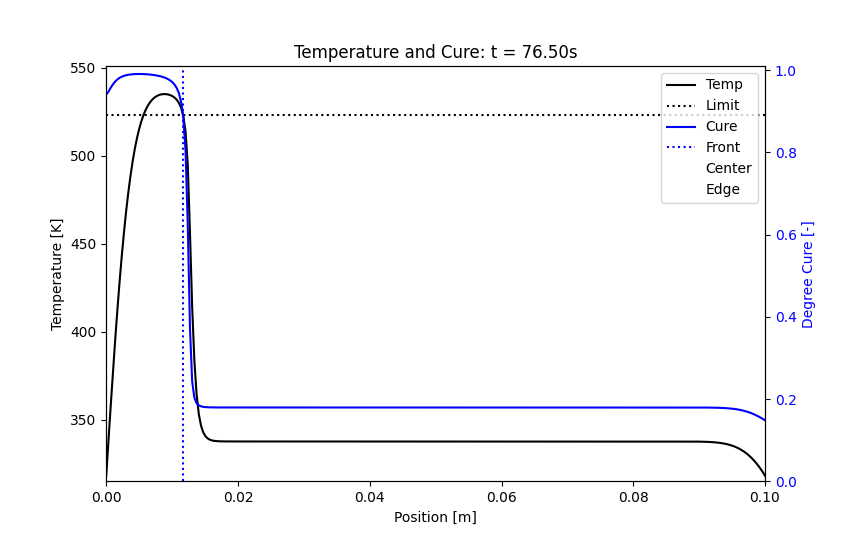 Temperature and Cure: t = 76.50s
550
500
450
400
350
Temperature [K]
1.0
0.8
0.6
0.4
0.2
0.0
Degree Cure [-]
Temp
Limit
Cure
Front
Center
Edge
0.00
0.02
0.04
0.06
0.08
0.10
Position [m]